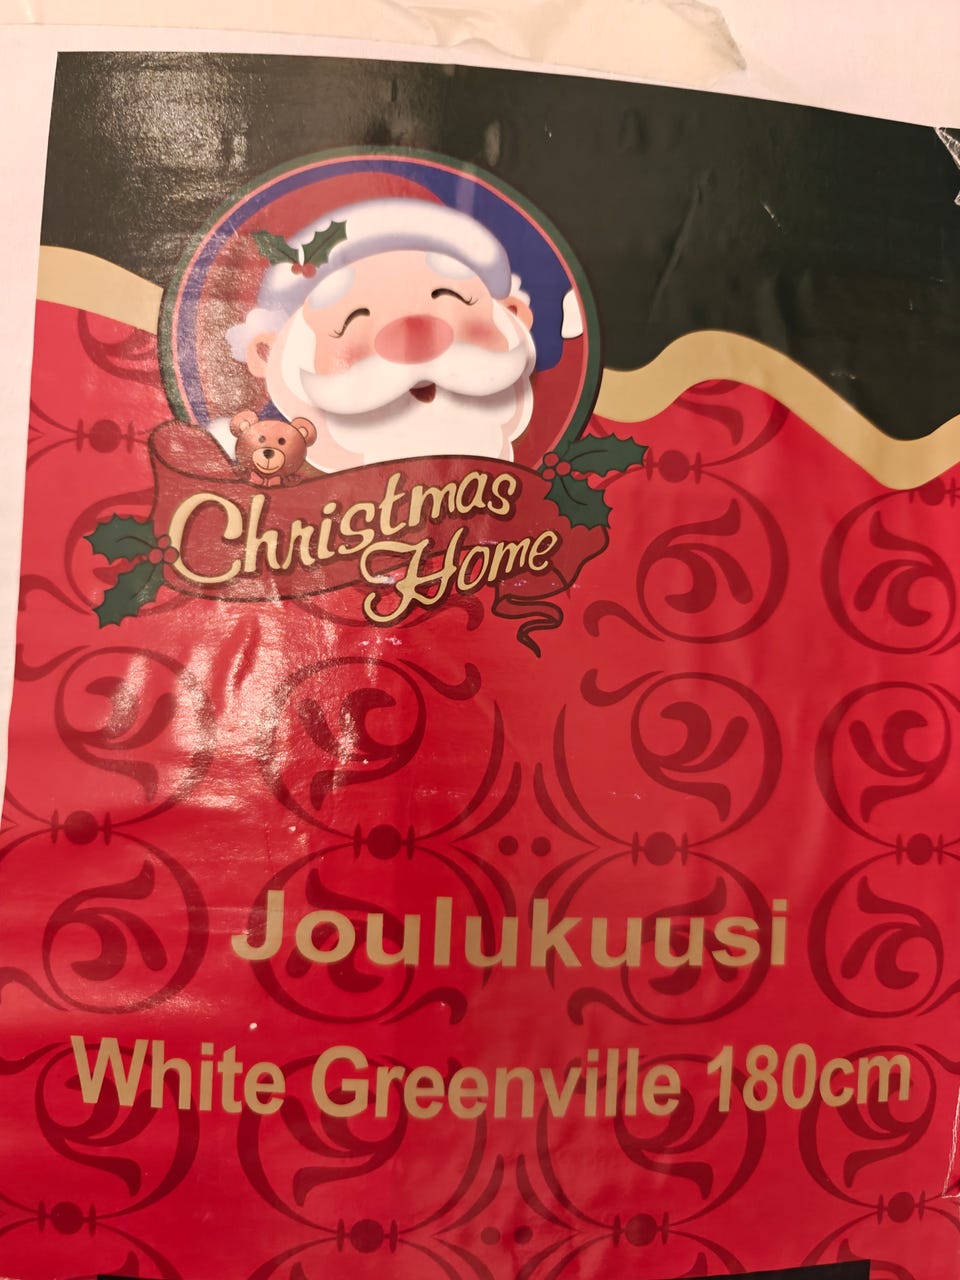 Christmas
Home
Joulukuusi
White Greenville 180cm